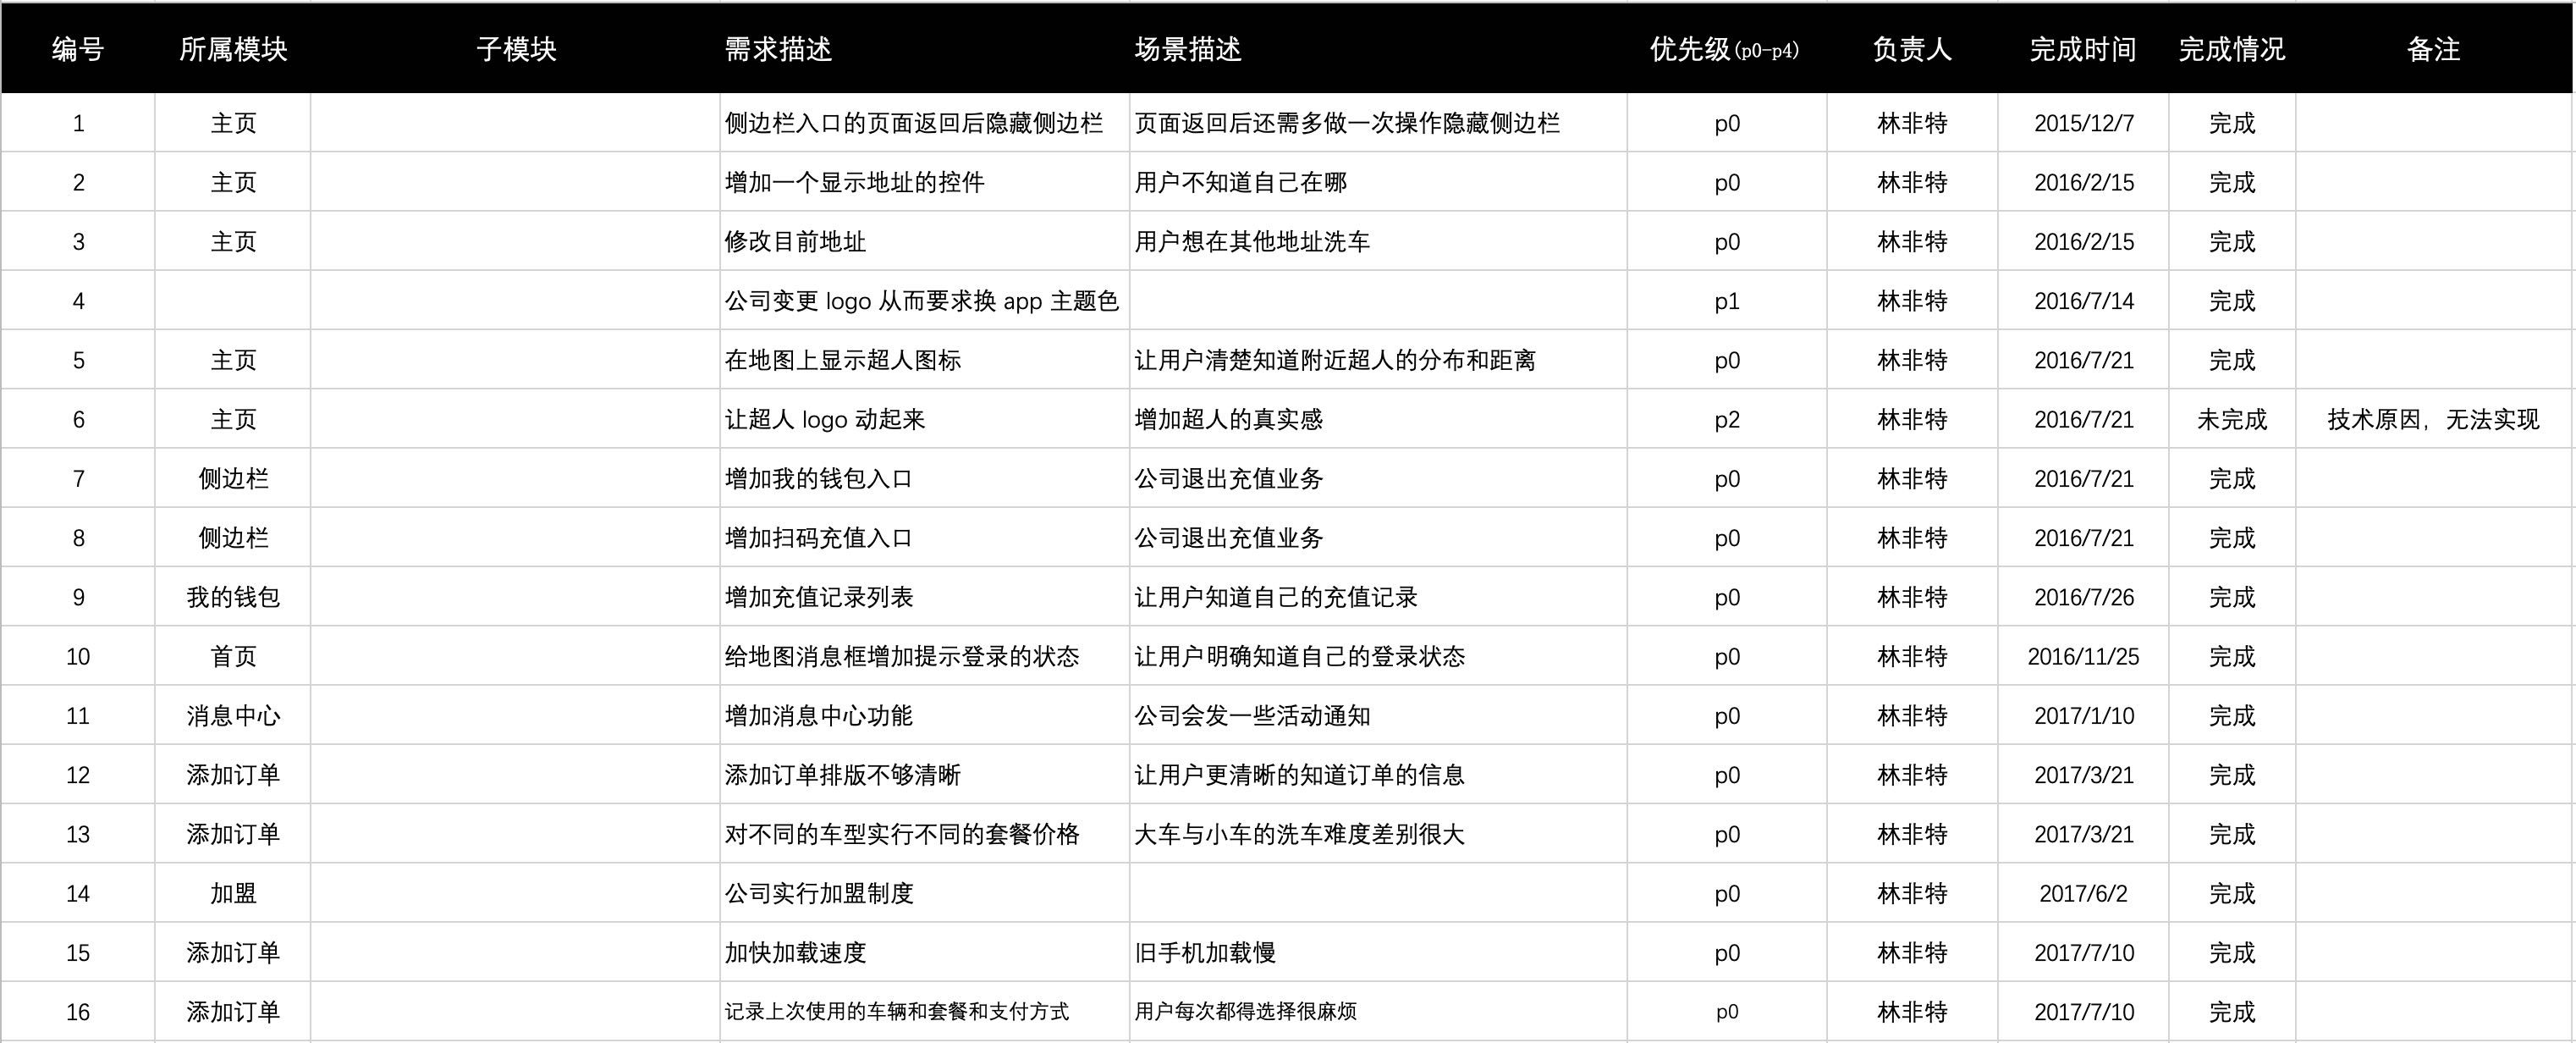 编号 所属模块 子模块 需求描述 场景描述 优先级(p0-p4) 负责人 完成时间 完成情况 备注
1 主页 侧边栏入口的页面返回后隐藏侧边栏 页面返回后还需多做一次操作隐藏侧边栏 p0 林非特 2015/12/7 完成
2 主页 增加一个显示地址的控件 用户不知道自己在哪 p0 林非特 2016/2/15 完成
3 主页 修改目前地址 用户想在其他地址洗车 p0 林非特 2016/2/15 完成
4 公司变更 logo 从而要求换 app 主题色 p1 林非特 2016/7/14 完成
5 主页 在地图上显示超人图标 让用户清楚知道附近超人的分布和距离 p0 林非特 2016/7/21 完成
6 主页 让超人 logo 动起来 增加超人的真实感 p2 林非特 2016/7/21 未完成 技术原因，无法实现
7 侧边栏 增加我的钱包入口 公司退出充值业务 p0 林非特 2016/7/21 完成
8 侧边栏 增加扫码充值入口 公司退出充值业务 p0 林非特 2016/7/21 完成
9 我的钱包 增加充值记录列表 让用户知道自己的充值记录 p0 林非特 2016/7/26 完成
10 首页 给地图消息框增加提示登录的状态 让用户明确知道自己的登录状态 p0 林非特 2016/11/25 完成
11 消息中心 增加消息中心功能 公司会发一些活动通知 p0 林非特 2017/1/10 完成
12 添加订单 添加订单排版不够清晰 让用户更清晰的知道订单的信息 p0 林非特 2017/3/21 完成
13 添加订单 对不同的车型实行不同的套餐价格 大车与小车的洗车难度差别很大 p0 林非特 2017/3/21 完成
14 加盟 公司实行加盟制度 p0 林非特 2017/6/2 完成
15 添加订单 加快加载速度 旧手机加载慢 p0 林非特 2017/7/10 完成
16 添加订单 记录上次使用的车辆和套餐和支付方式 用户每次都得选择很麻烦 p0 林非特 2017/7/10 完成